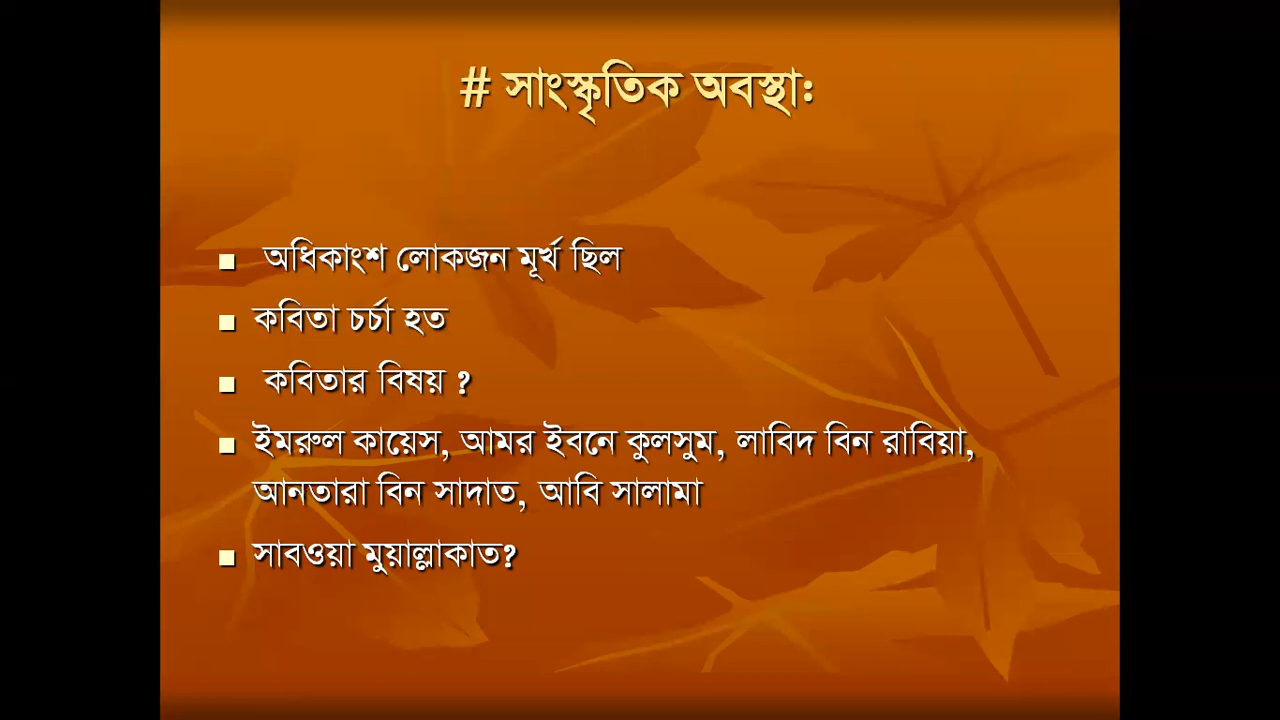 # সাংস্কৃতিক অবস্থা:
অধিকাংশ লোকজন মূর্খ ছিল
কবিতা চর্চা হত
কবিতার বিষয় ?
ইমরুল কায়েস, আমর ইবনে কুলসুম, লাবিদ বিন রাবিয়া,
আনতারা বিন সাদাত, আবি সালামা
সাবওয়া মুয়াল্লাকাত?